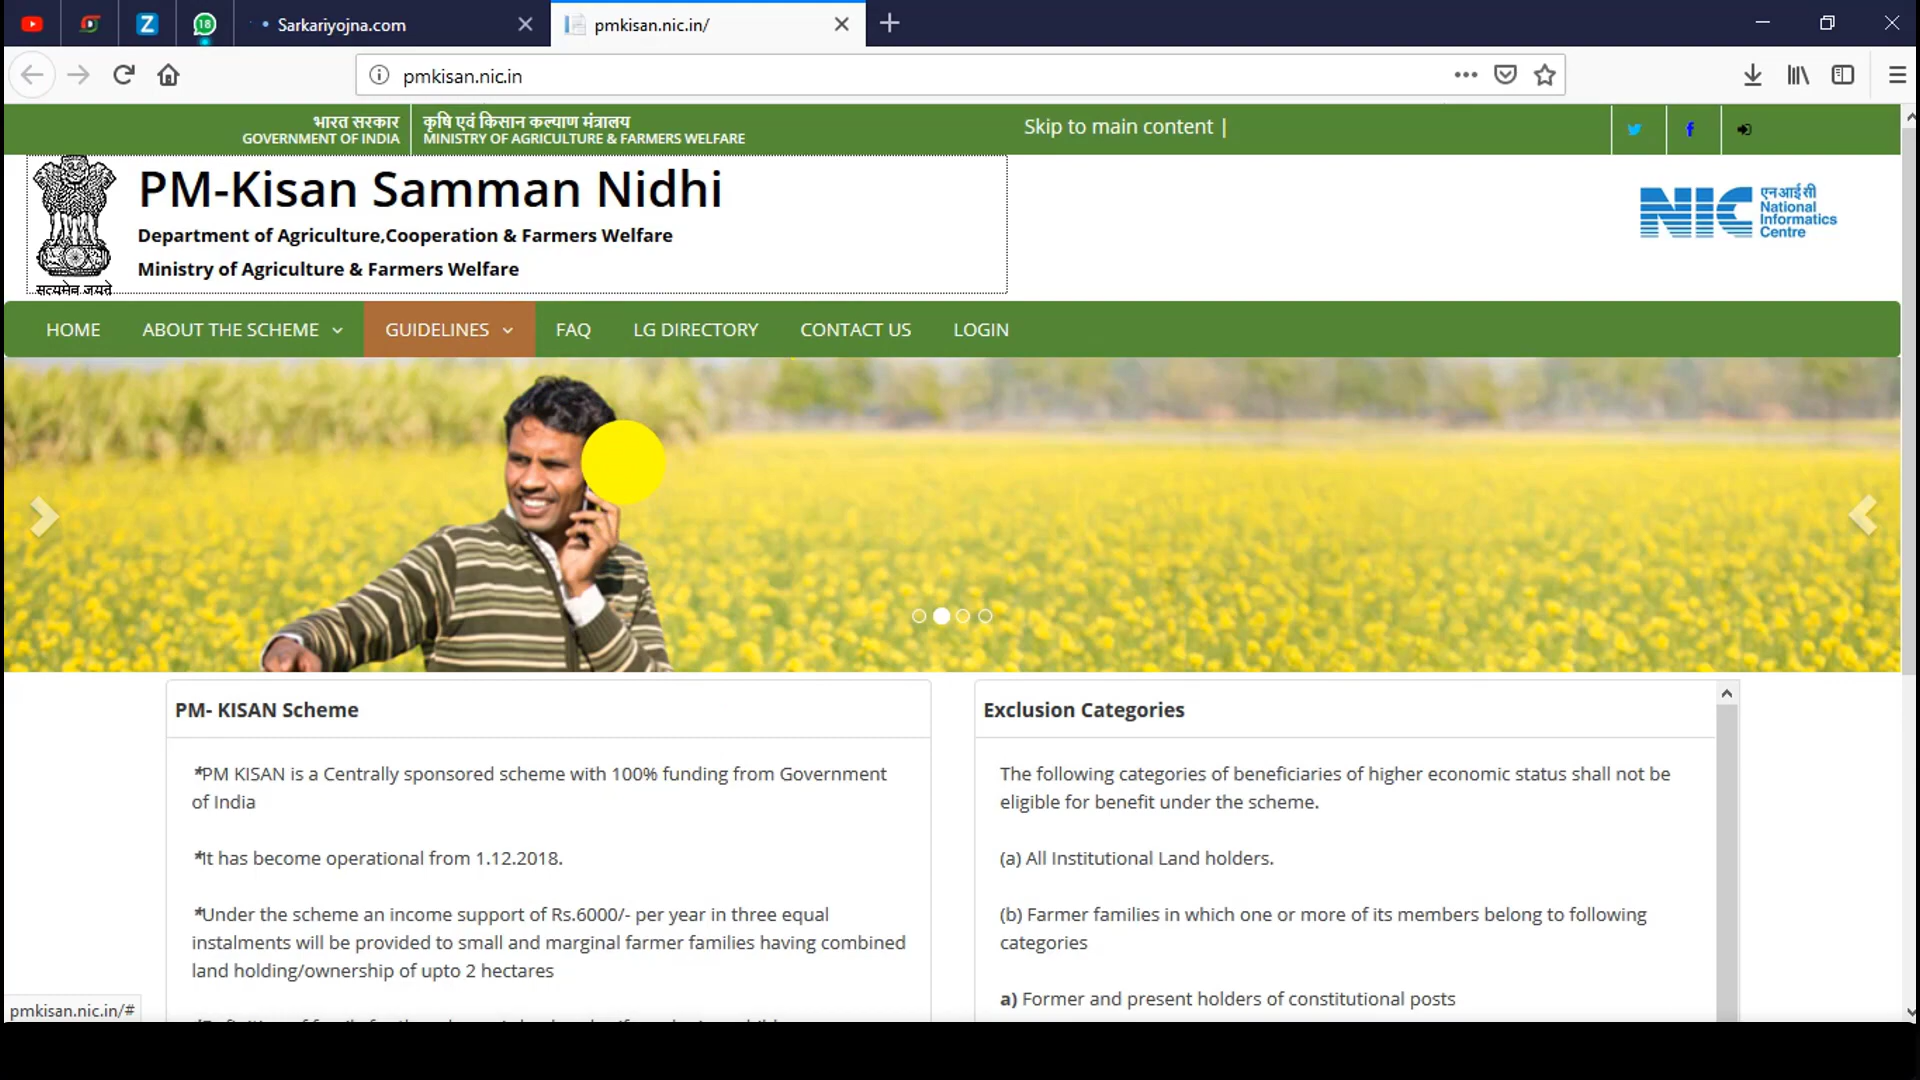 18
Sarkariyojna.com
pmkisan.nic.in/
pmkisan.nic.in
भारत सरकार
GOVERNMENT OF INDIA
कृषि एवं किसान कल्याण मंत्रालय
MINISTRY OF AGRICULTURE & FARMERS WELFARE
Skip to main content |
PM-Kisan Samman Nidhi
Department of Agriculture,Cooperation & Farmers Welfare
Ministry of Agriculture & Farmers Welfare
सत्यमेव जयते
NIC
एनआईसी
National
Informatics
Centre
HOME ABOUT THE SCHEME GUIDELINES FAQ LG DIRECTORY CONTACT US LOGIN
PM- KISAN Scheme
*PM KISAN is a Centrally sponsored scheme with 100% funding from Government
of India
*It has become operational from 1.12.2018.
*Under the scheme an income support of Rs.6000/- per year in three equal
instalments will be provided to small and marginal farmer families having combined
land holding/ownership of upto 2 hectares
Exclusion Categories
The following categories of beneficiaries of higher economic status shall not be
eligible for benefit under the scheme.
(a) All Institutional Land holders.
(b) Farmer families in which one or more of its members belong to following
categories
a) Former and present holders of constitutional posts
pmkisan.nic.in/#